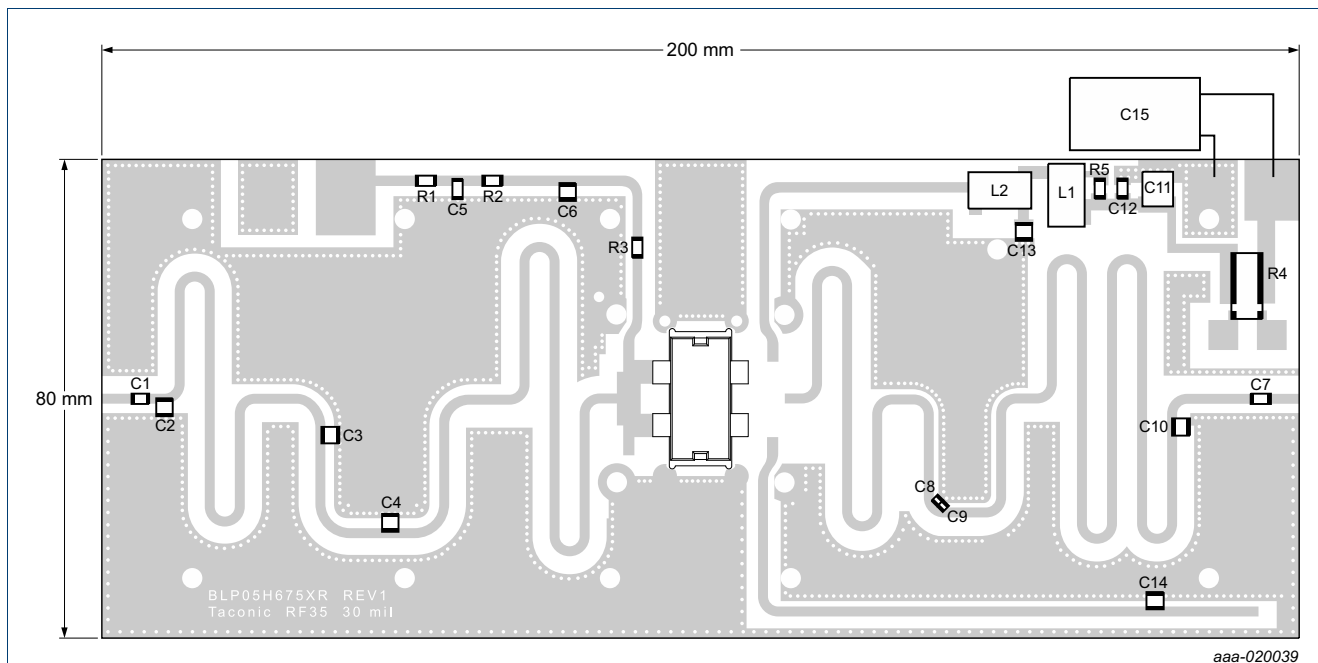 200 mm
C15
R1
C5
R2
C6
L2
L1
R5
C12
C11
R3
C13
R4
80 mm
C1
C2
C3
C7
C10
C4
C8
C9
C14
BLP05H675XR REV1
Taconic RF35 30 mil
aaa-020039